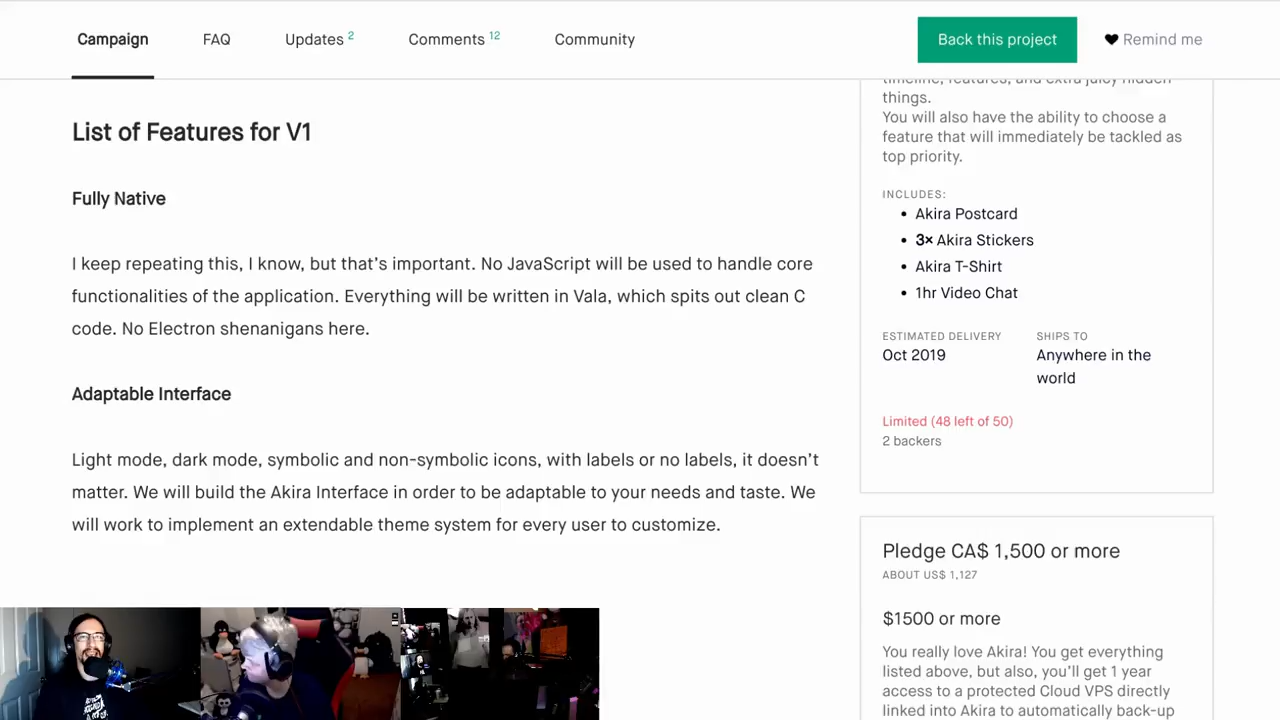 Campaign
FAQ
Updates 2
Comments 12
Community
Back this project
Remind me
List of Features for V1
Fully Native
I keep repeating this, I know, but that's important. No JavaScript will be used to handle core
functionalities of the application. Everything will be written in Vala, which spits out clean C
code. No Electron shenanigans here.
Adaptable Interface
Light mode, dark mode, symbolic and non-symbolic icons, with labels or no labels, it doesn't
matter. We will build the Akira Interface in order to be adaptable to your needs and taste. We
will work to implement an extendable theme system for every user to customize.
timeline, features, and extra juicy hidden
things.
You will also have the ability to choose a
feature that will immediately be tackled as
top priority.
INCLUDES:
• Akira Postcard
• 3× Akira Stickers
• Akira T-Shirt
• 1hr Video Chat
ESTIMATED DELIVERY
Oct 2019
SHIPS TO
Anywhere in the
world
Limited (48 left of 50)
2 backers
Pledge CA$ 1,500 or more
ABOUT US$ 1,127
$1500 or more
You really love Akira! You get everything
listed above, but also, you'll get 1 year
access to a protected Cloud VPS directly
linked into Akira to automatically back-up